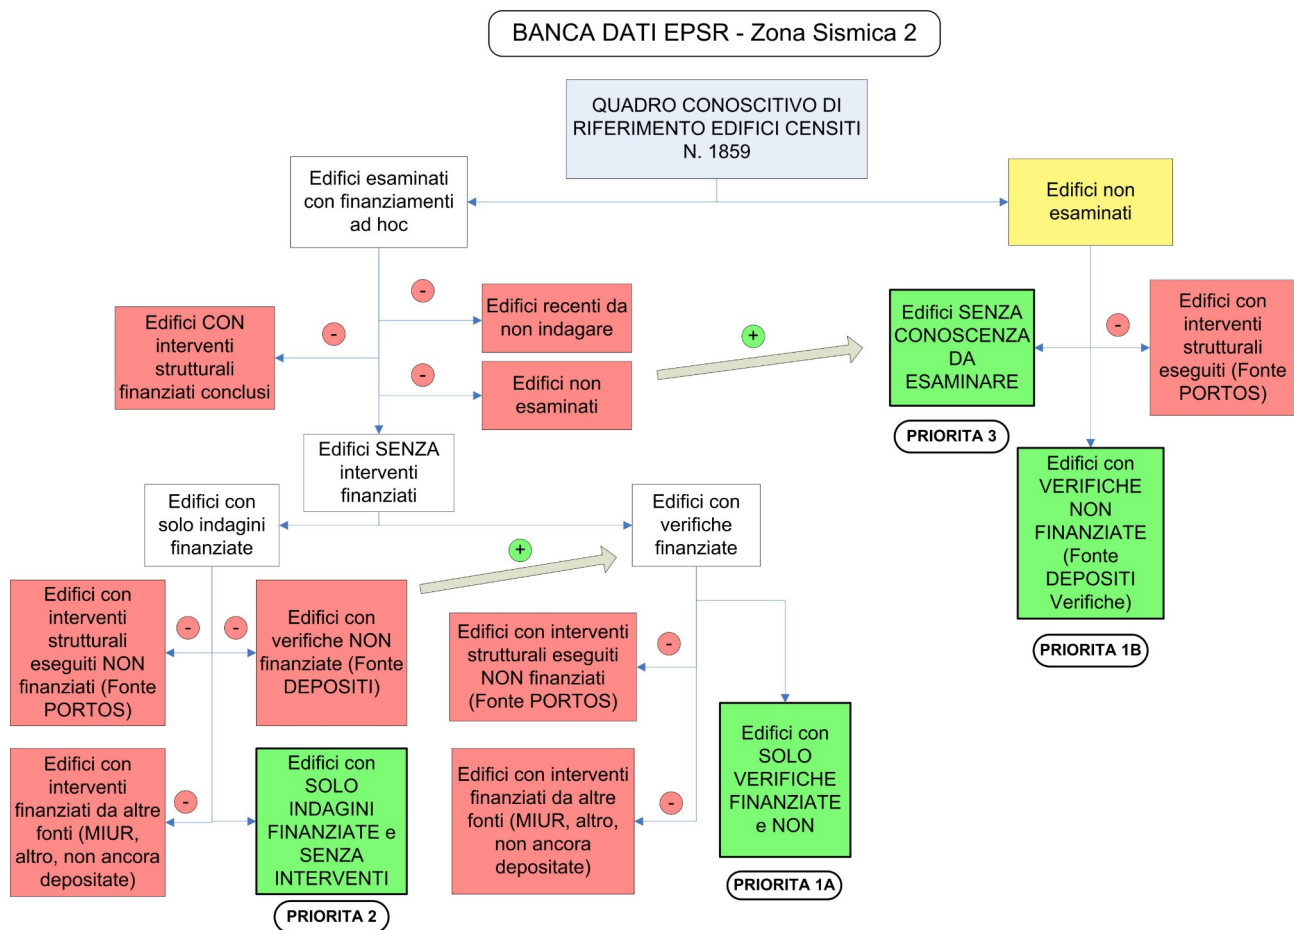 BANCA DATI EPSR - Zona Sismica 2
QUADRO CONOSCITIVO DI
RIFERIMENTO EDIFICI CENSITI
N. 1859
Edifici esaminati
con finanziamenti
ad hoc
Edifici non
esaminati
-
Edifici recenti da
non indagare
Edifici CON
interventi
strutturali
finanziati conclusi
-
-
Edifici non
esaminati
+
Edifici SENZA
CONOSCENZA
DA
ESAMINARE
PRIORITA 3
-
Edifici con
interventi
strutturali
eseguiti (Fonte
PORTOS)
Edifici SENZA
interventi
finanziati
Edifici con
VERIFICHE
NON
FINANZIATE
(Fonte
DEPOSITI
Verifiche)
PRIORITA 1B
Edifici con
solo indagini
finanziate
+
Edifici con
verifiche
finanziate
Edifici con
interventi
strutturali
eseguiti NON
finanziati (Fonte
PORTOS)
-
-
Edifici con
verifiche NON
finanziate (Fonte
DEPOSITI)
Edifici con interventi
strutturali eseguiti
NON finanziati
(Fonte PORTOS)
-
Edifici con
SOLO
VERIFICHE
FINANZIATE
e NON
PRIORITA 1A
Edifici con
interventi
finanziati da altre
fonti (MIUR,
altro, non ancora
depositate)
-
Edifici con
SOLO
INDAGINI
FINANZIATE e
SENZA
INTERVENTI
PRIORITA 2
Edifici con interventi
finanziati da altre
fonti (MIUR, altro,
non ancora
depositate)
-